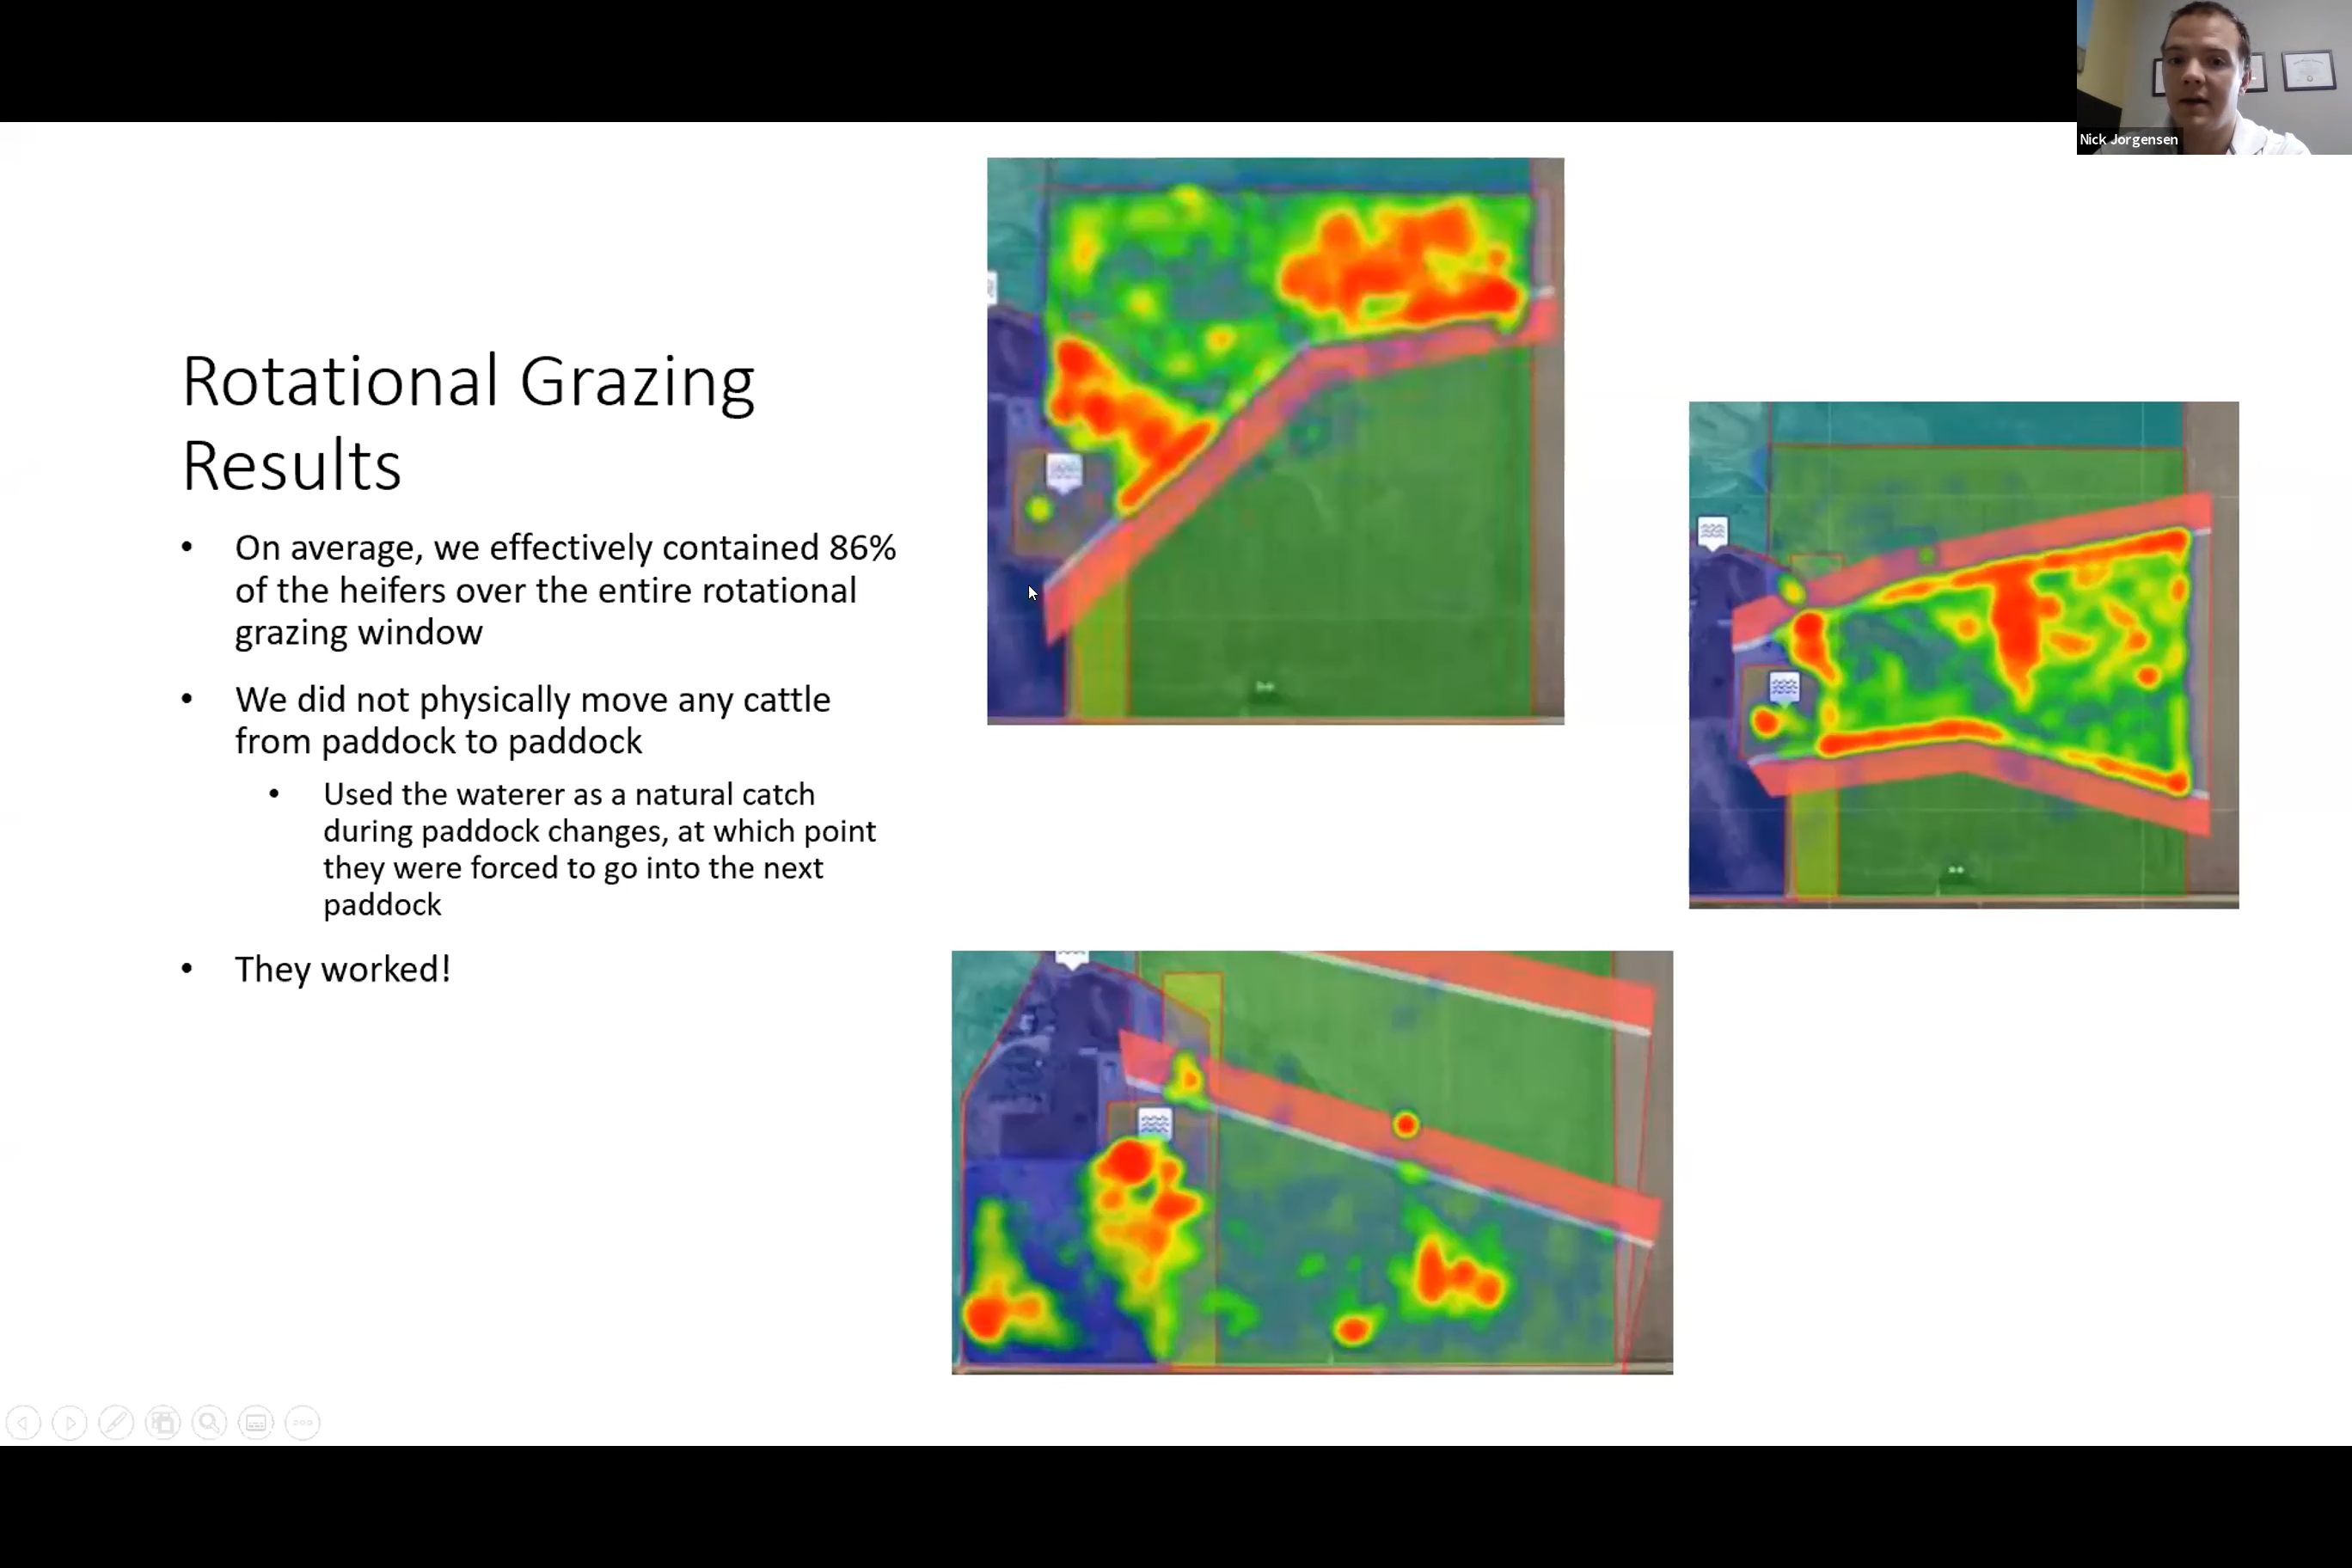 Nick Jorgensen
Rotational Grazing
Results
• On average, we effectively contained 86%
of the heifers over the entire rotational
grazing window
• We did not physically move any cattle
from paddock to paddock
• Used the waterer as a natural catch
during paddock changes, at which point
they were forced to go into the next
paddock
• They worked!